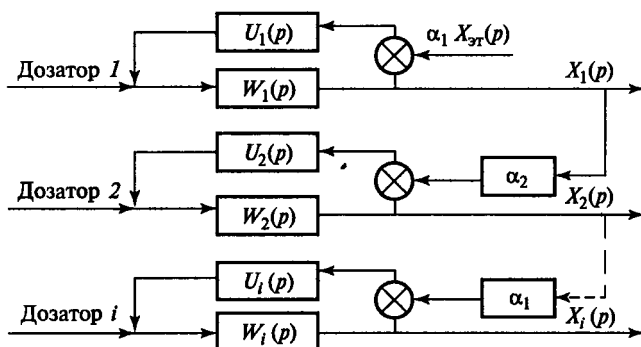 U₁(p)
α₁ Xэт(p)
Дозатор 1
W₁(p)
X₁(p)
U₂(p)
α₂
Дозатор 2
W₂(p)
X₂(p)
Uᵢ(p)
α₁
Дозатор i
Wᵢ(p)
Xᵢ(p)